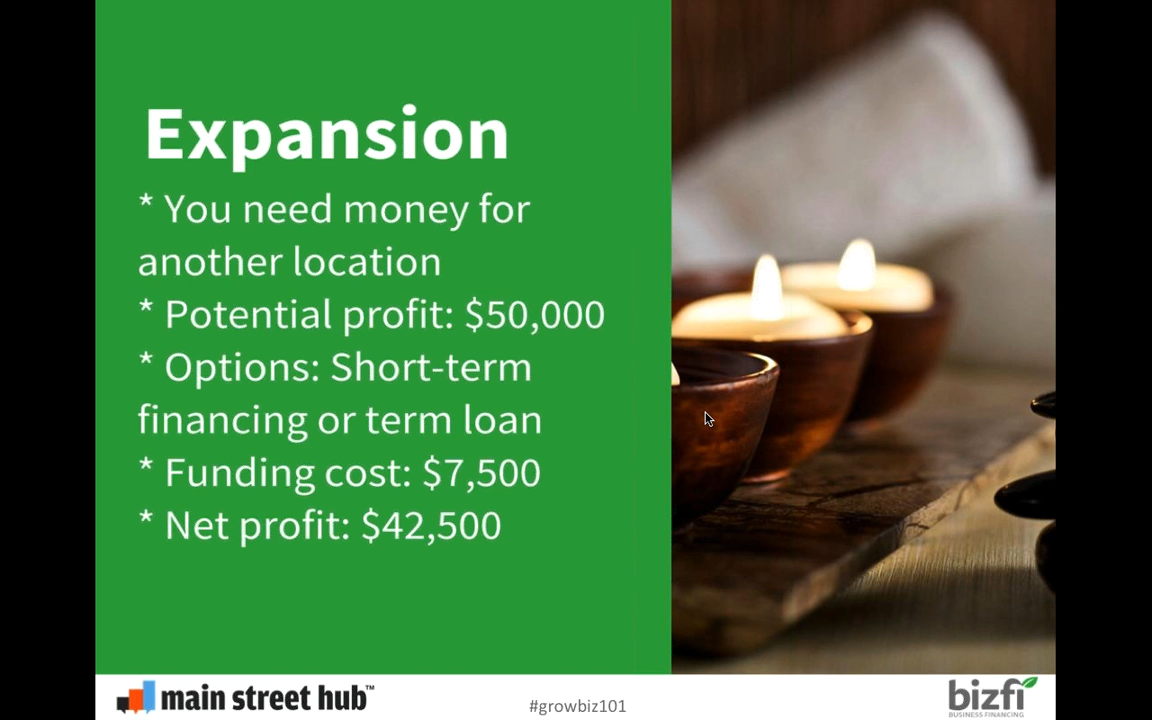 Expansion
* You need money for
another location
* Potential profit: $50,000
* Options: Short-term
financing or term loan
* Funding cost: $7,500
* Net profit: $42,500
main street hub™
#growbiz101
bizfi
BUSINESS FINANCING